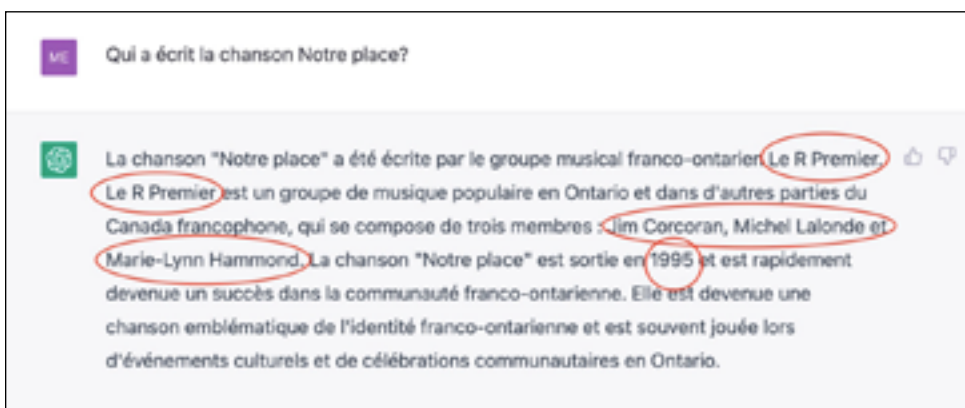 ME
Qui a écrit la chanson Notre place?
La chanson "Notre place" a été écrite par le groupe musical franco-ontarien Le R Premier.
Le R Premier est un groupe de musique populaire en Ontario et dans d'autres parties du
Canada francophone, qui se compose de trois membres : Jim Corcoran, Michel Lalonde et
Marie-Lynn Hammond. La chanson "Notre place" est sortie en 1995 et est rapidement
devenue un succès dans la communauté franco-ontarienne. Elle est devenue une
chanson emblématique de l'identité franco-ontarienne et est souvent jouée lors
d'événements culturels et de célébrations communautaires en Ontario.